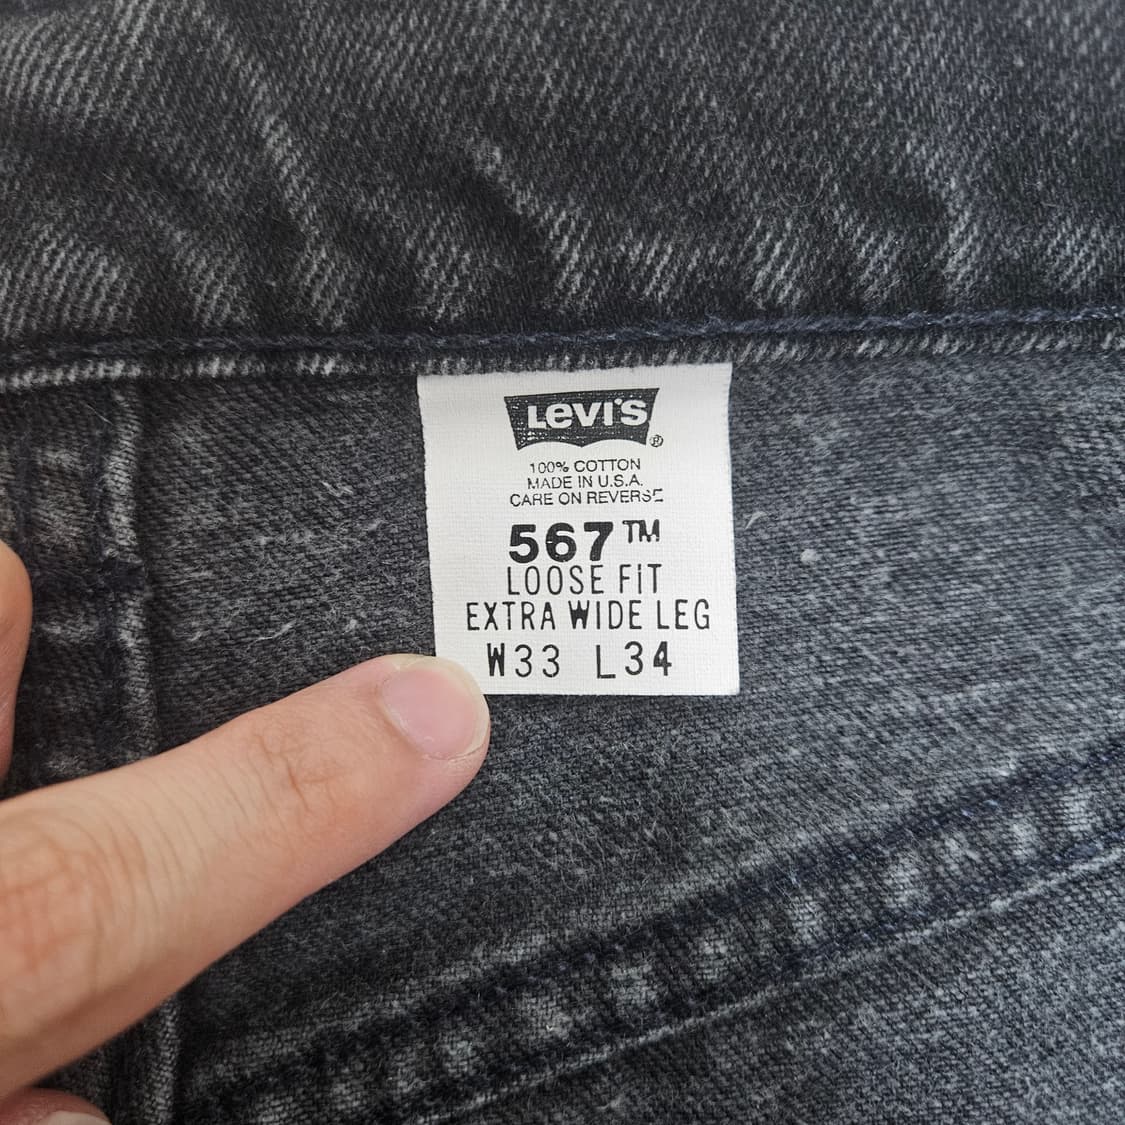 LEVI'S ®
100% COTTON
MADE IN U.S.A.
CARE ON REVERSE
567™
LOOSE FIT
EXTRA WIDE LEG
W33 L34